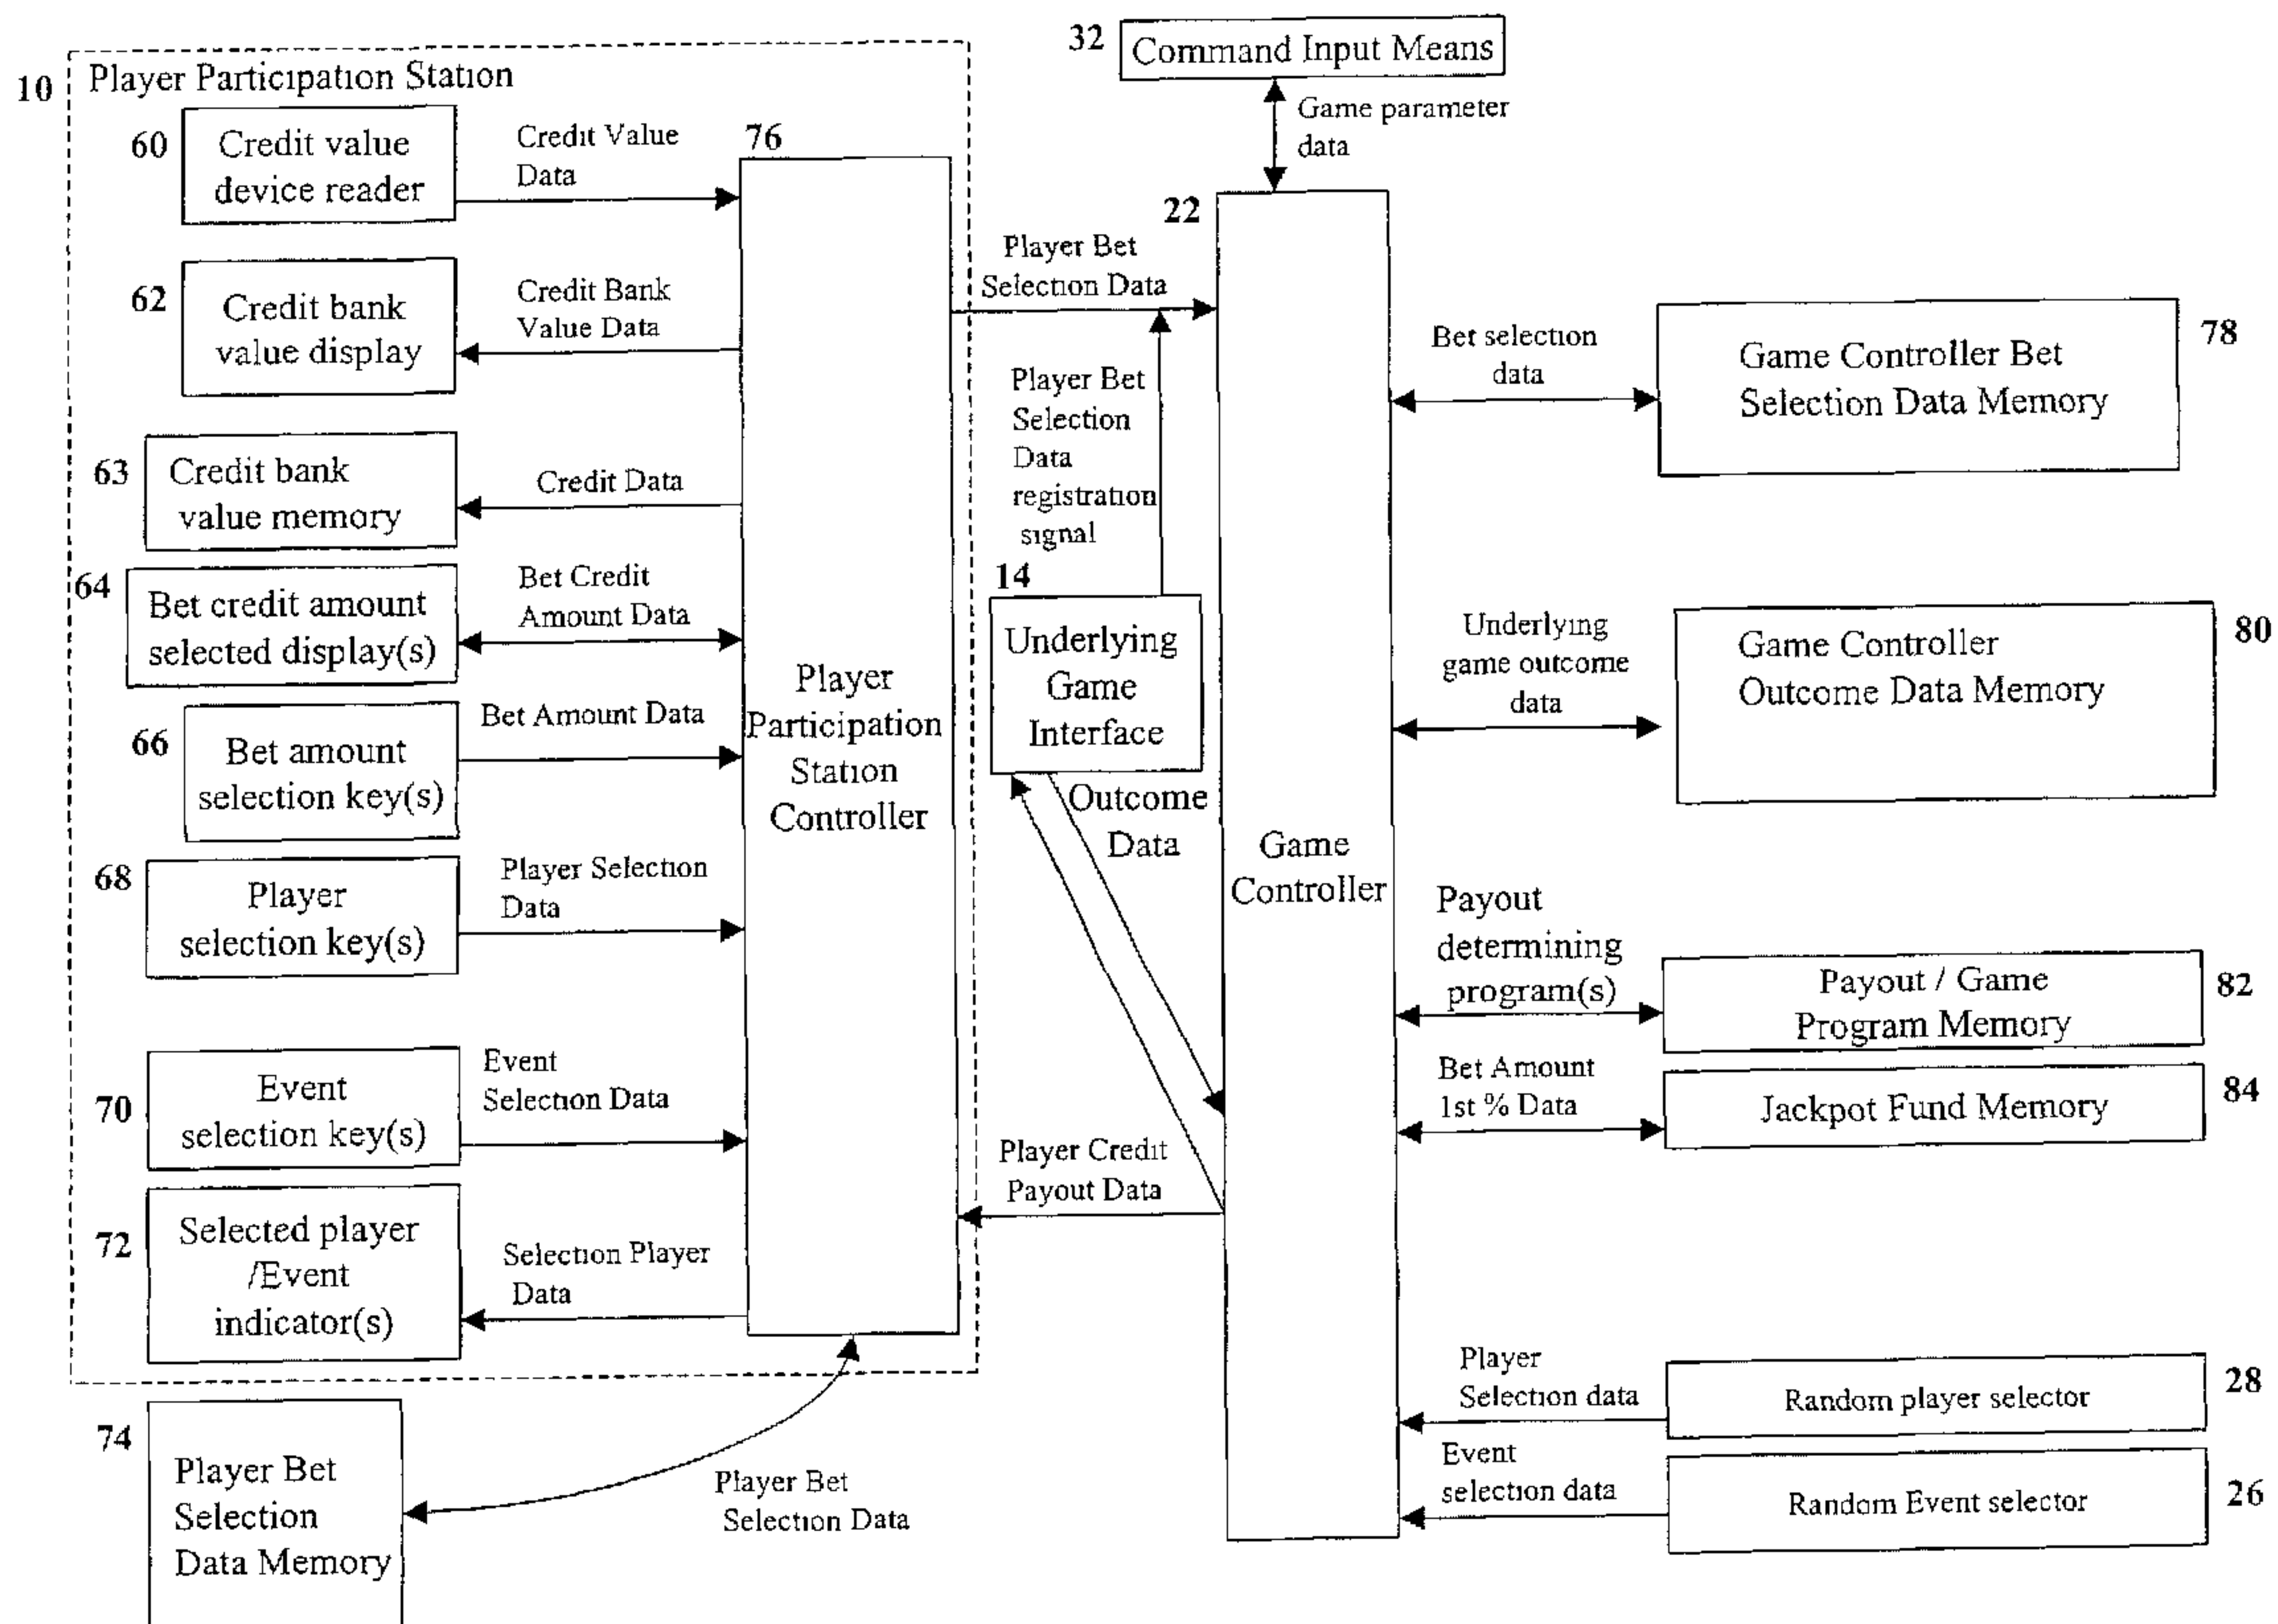 10
Player Participation Station
60
Credit value
device reader
Credit Value
Data
76
62
Credit bank
value display
Credit Bank
Value Data
63
Credit bank
value memory
Credit Data
64
Bet credit amount
selected display(s)
Bet Credit
Amount Data
66
Bet amount
selection key(s)
Bet Amount Data
68
Player
selection key(s)
Player Selection
Data
70
Event
selection key(s)
Event
Selection Data
72
Selected player
/Event
indicator(s)
Selection Player
Data
Player
Participation
Station
Controller
74
Player Bet
Selection
Data Memory
Player Bet
Selection Data
32
Command Input Means
Game parameter
data
22
Player Bet
Selection Data
Player Bet
Selection
Data
registration
signal
14
Underlying
Game
Interface
Outcome
Data
Player Credit
Payout Data
Game
Controller
Bet selection
data
Game Controller Bet
Selection Data Memory
78
Underlying
game outcome
data
Game Controller
Outcome Data Memory
80
Payout
determining
program(s)
Payout / Game
Program Memory
82
Bet Amount
1st % Data
Jackpot Fund Memory
84
Player
Selection data
Random player selector
28
Event
selection data
Random Event selector
26